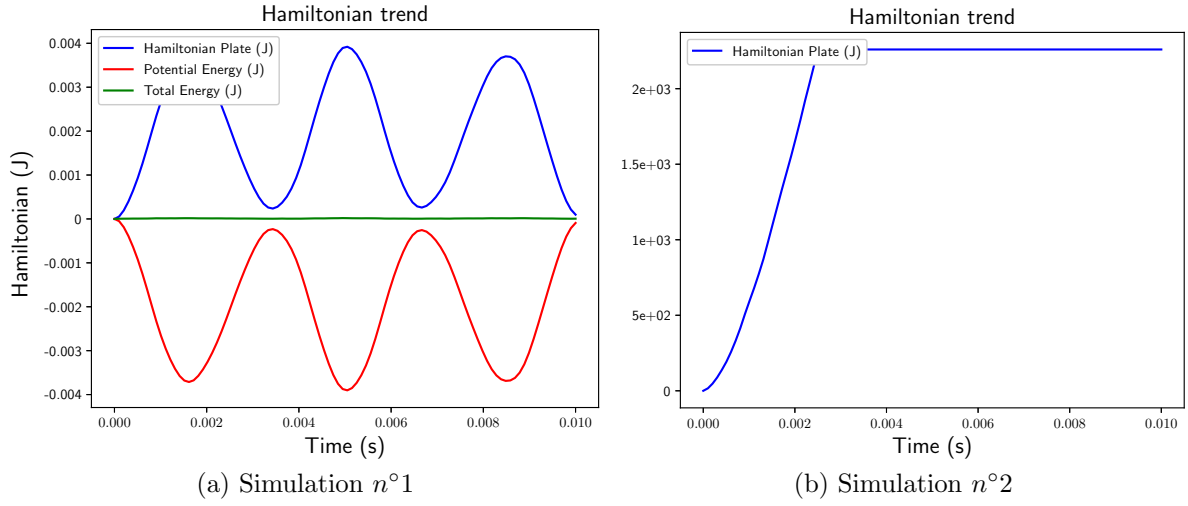 Hamiltonian trend
Hamiltonian Plate (J)
Potential Energy (J)
Total Energy (J)
0.004
0.003
0.002
0.001
0
-0.001
-0.002
-0.003
-0.004
Hamiltonian (J)
0.000 0.002 0.004 0.006 0.008 0.010
Time (s)
(a) Simulation n°1
Hamiltonian trend
Hamiltonian Plate (J)
2e+03
1.5e+03
1e+03
5e+02
0
0.000 0.002 0.004 0.006 0.008 0.010
Time (s)
(b) Simulation n°2